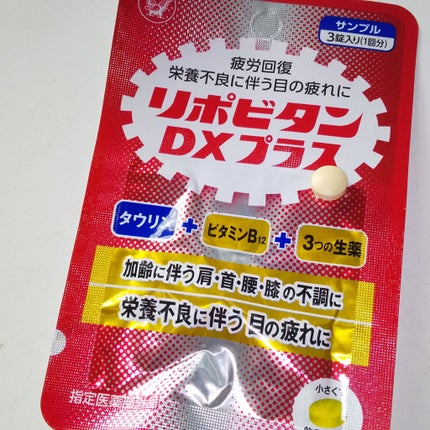 サンプル
3錠入り(1回分)
疲労回復
栄養不良に伴う目の疲れに
リポビタン
DXプラス
タウリン + ビタミンB12 + 3つの生薬
加齢に伴う肩・首・腰・膝の不調に
栄養不良に伴う 目の疲れに
小さく
指定医薬